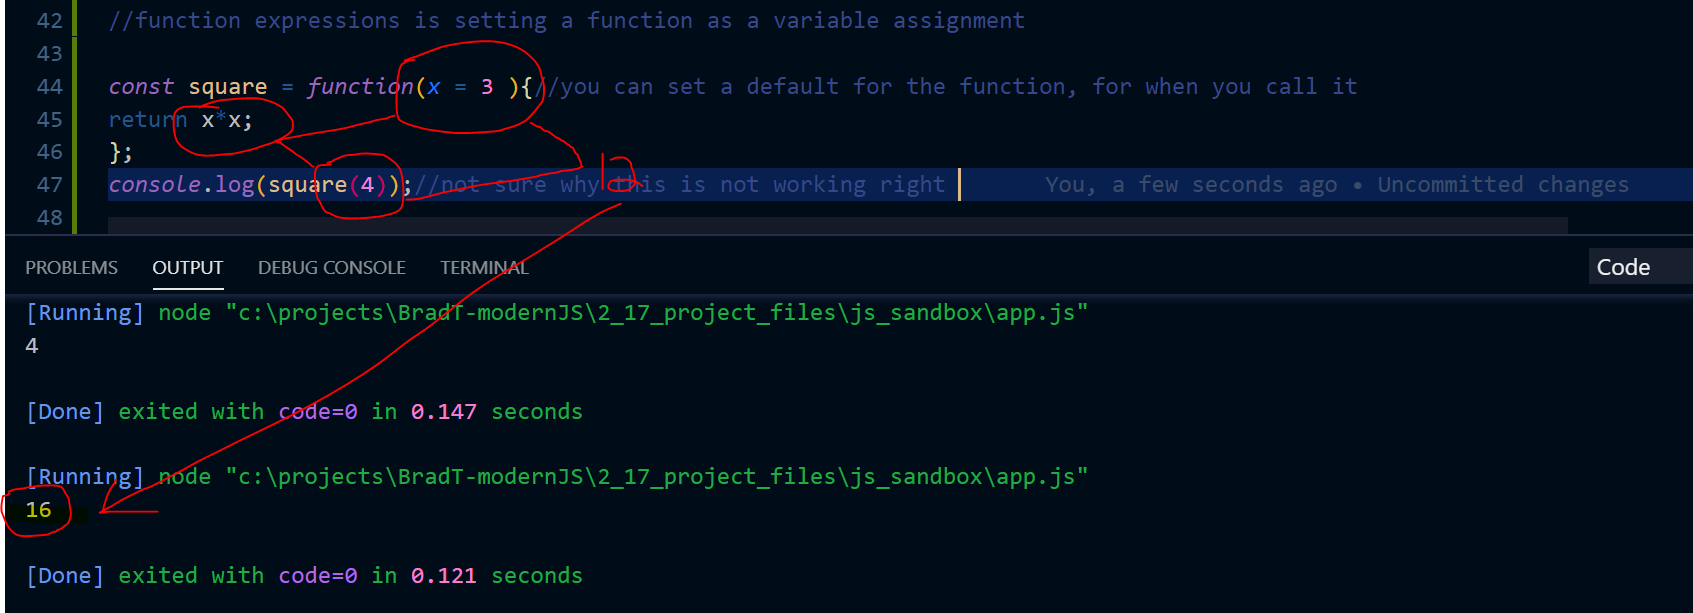 42 //function expressions is setting a function as a variable assignment
43
44 const square = function(x = 3 ){//you can set a default for the function, for when you call it
45 return x*x;
46 };
47 console.log(square(4));//not sure why this is not working right You, a few seconds ago • Uncommitted changes
48
12
PROBLEMS OUTPUT DEBUG CONSOLE TERMINAL Code
[Running] node "c:\projects\BradT-modernJS\2_17_project_files\js_sandbox\app.js"
4
[Done] exited with code=0 in 0.147 seconds
[Running] node "c:\projects\BradT-modernJS\2_17_project_files\js_sandbox\app.js"
16
[Done] exited with code=0 in 0.121 seconds